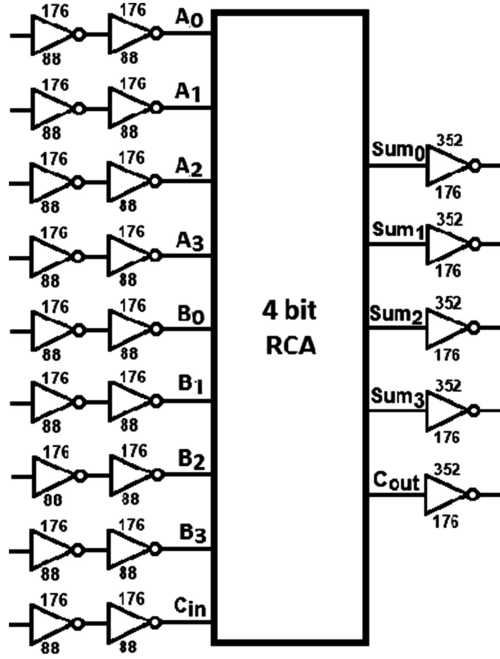 176 176 A0
88 88
176 176 A1
88 88
176 176 A2
88 88
176 176 A3
88 88
176 176 B0
88 88
176 176 B1
88 88
176 176 B2
88 88
176 176 B3
88 88
176 176 Cin
88 88
4 bit
RCA
Sum0 352
176
Sum1 352
176
Sum2 352
176
Sum3 352
176
Cout 352
176